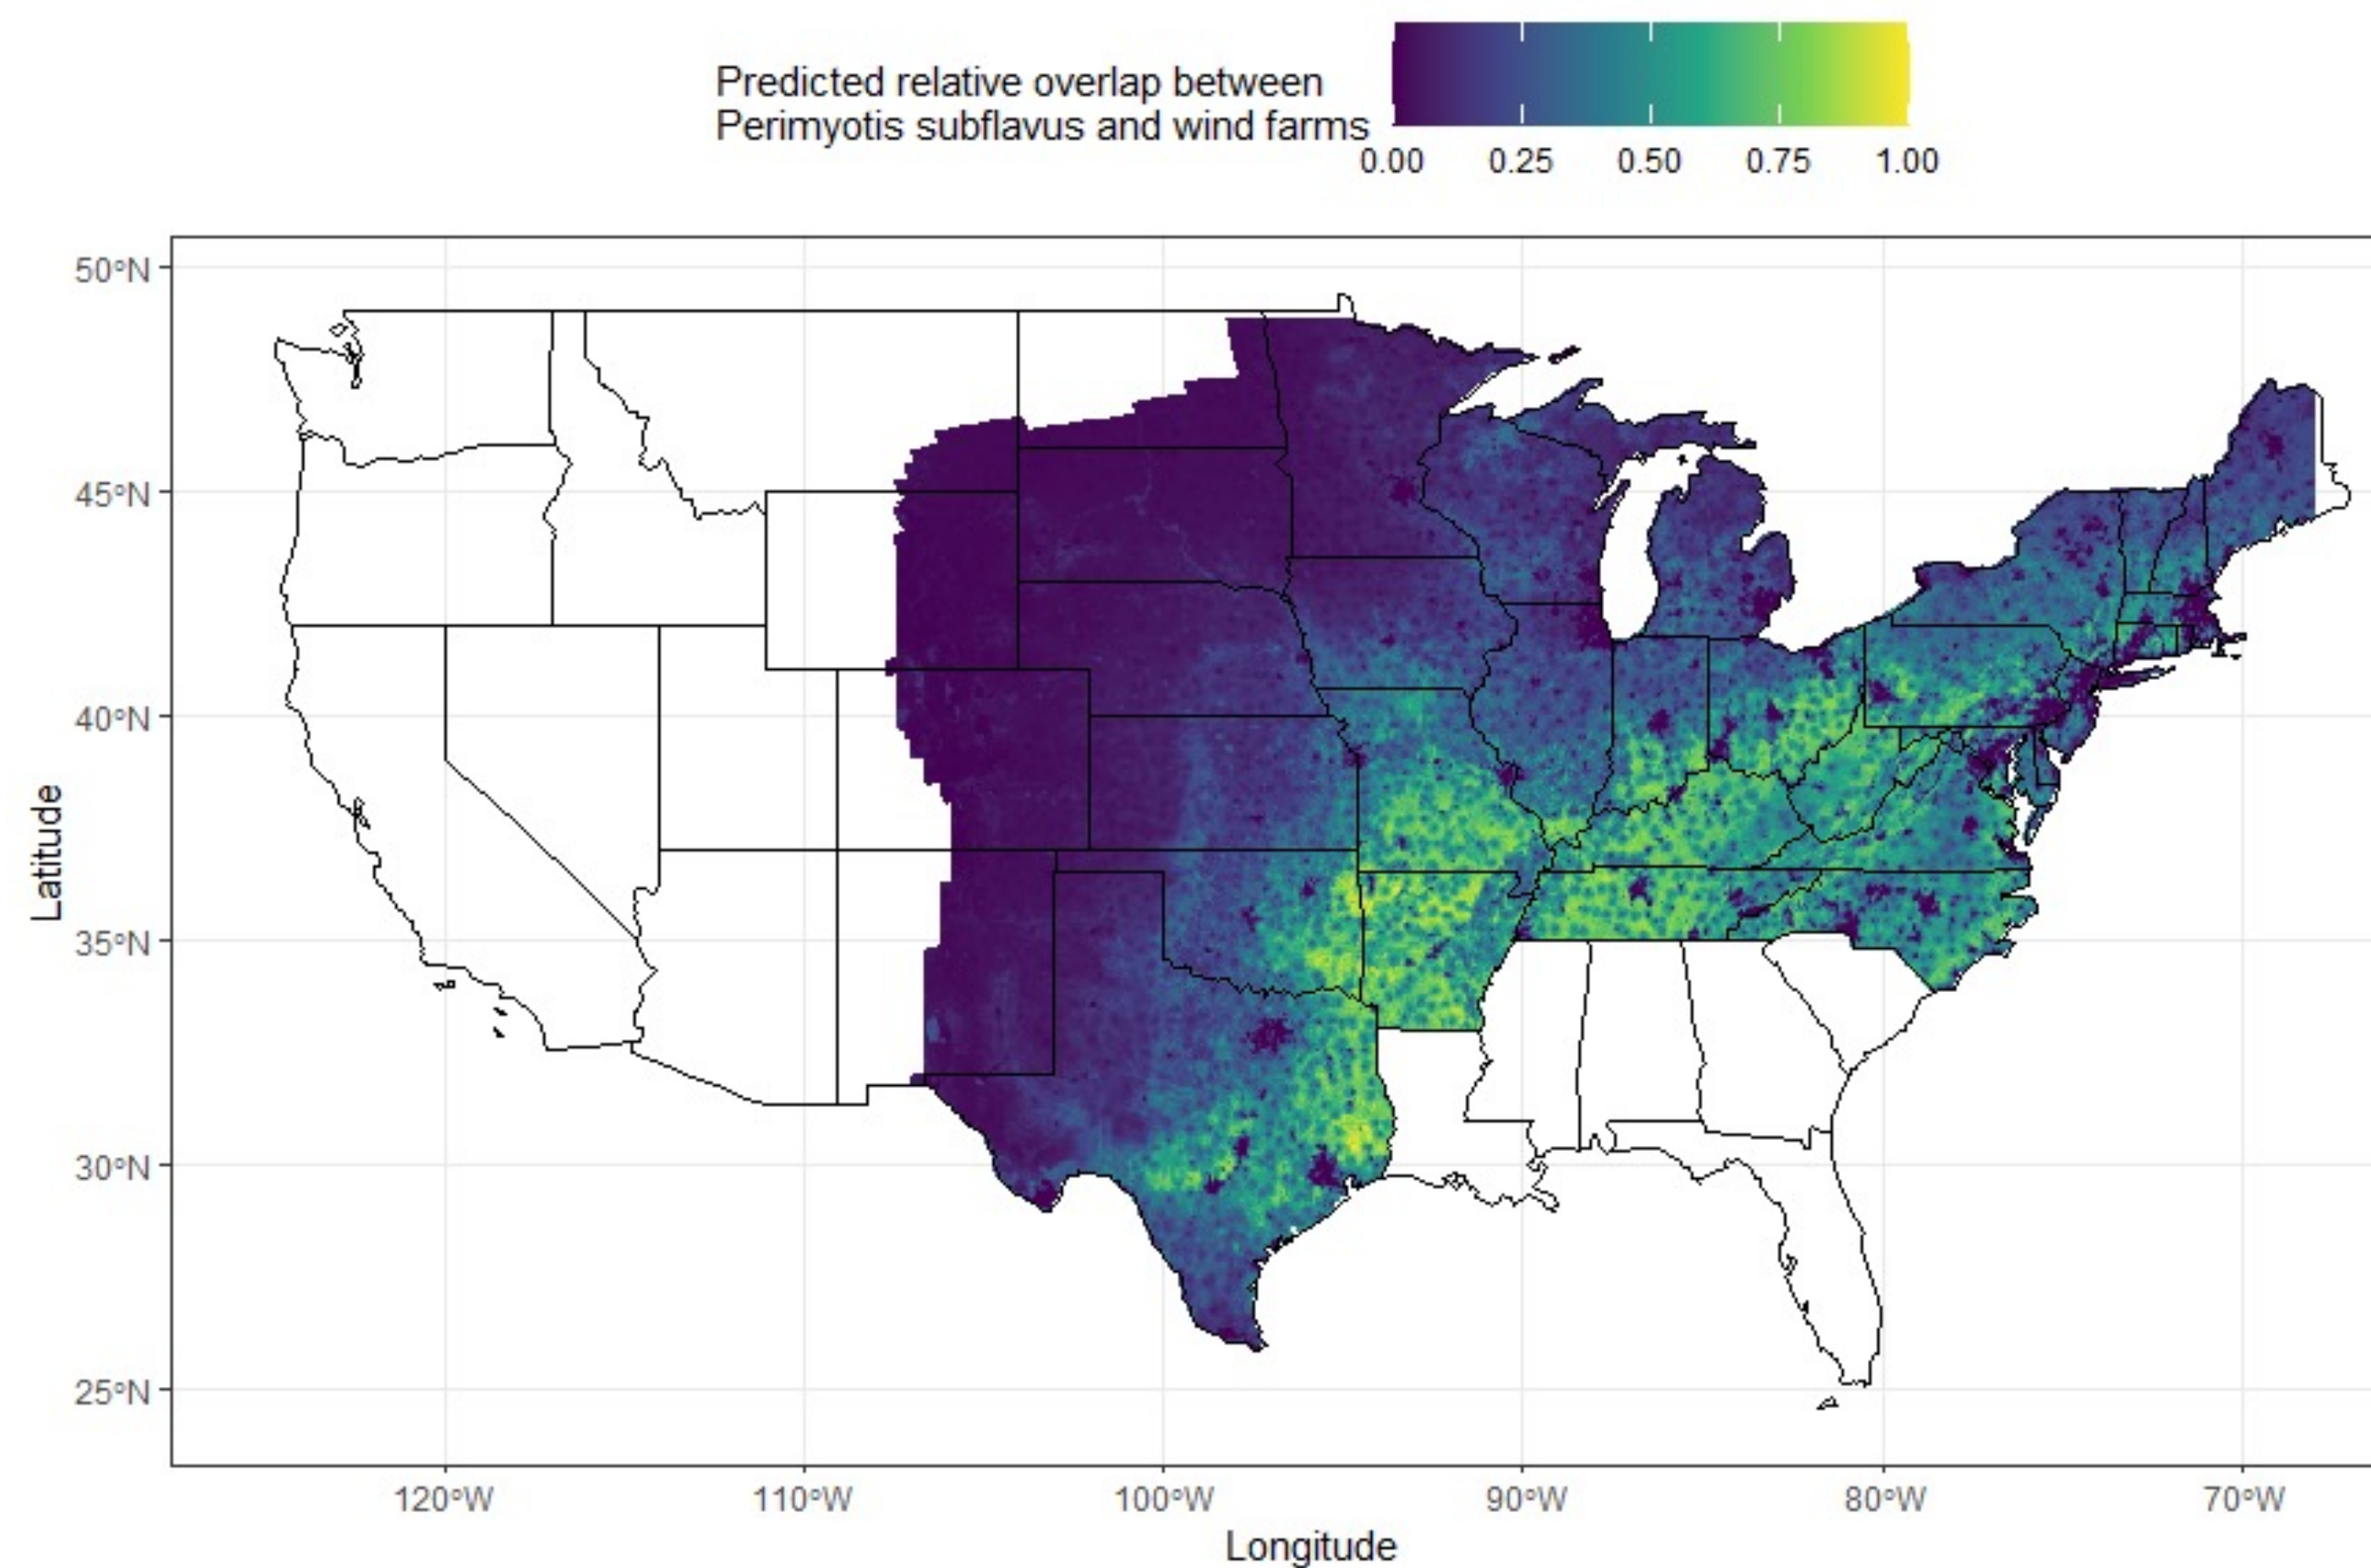 Predicted relative overlap between
Perimyotis subflavus and wind farms
0.00 0.25 0.50 0.75 1.00
50°N
45°N
40°N
35°N
30°N
25°N
Latitude
120°W 110°W 100°W 90°W 80°W 70°W
Longitude